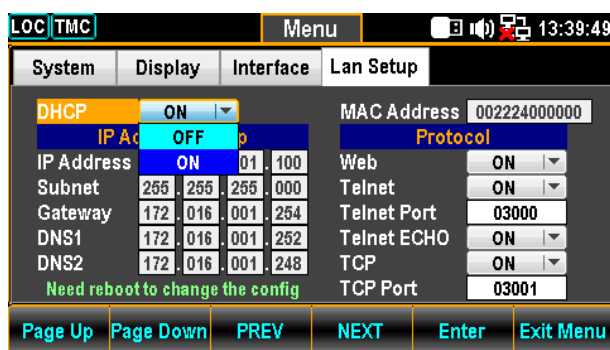 LOC TMC Menu 13:39:49
System Display Interface Lan Setup
DHCP ON
OFF
ON
IP Ad p
IP Address 01 . 100
Subnet 255 . 255 . 255 . 000
Gateway 172 . 016 . 001 . 254
DNS1 172 . 016 . 001 . 252
DNS2 172 . 016 . 001 . 248
Need reboot to change the config
MAC Address 002224000000
Protocol
Web ON
Telnet ON
Telnet Port 03000
Telnet ECHO ON
TCP ON
TCP Port 03001
Page Up Page Down PREV NEXT Enter Exit Menu